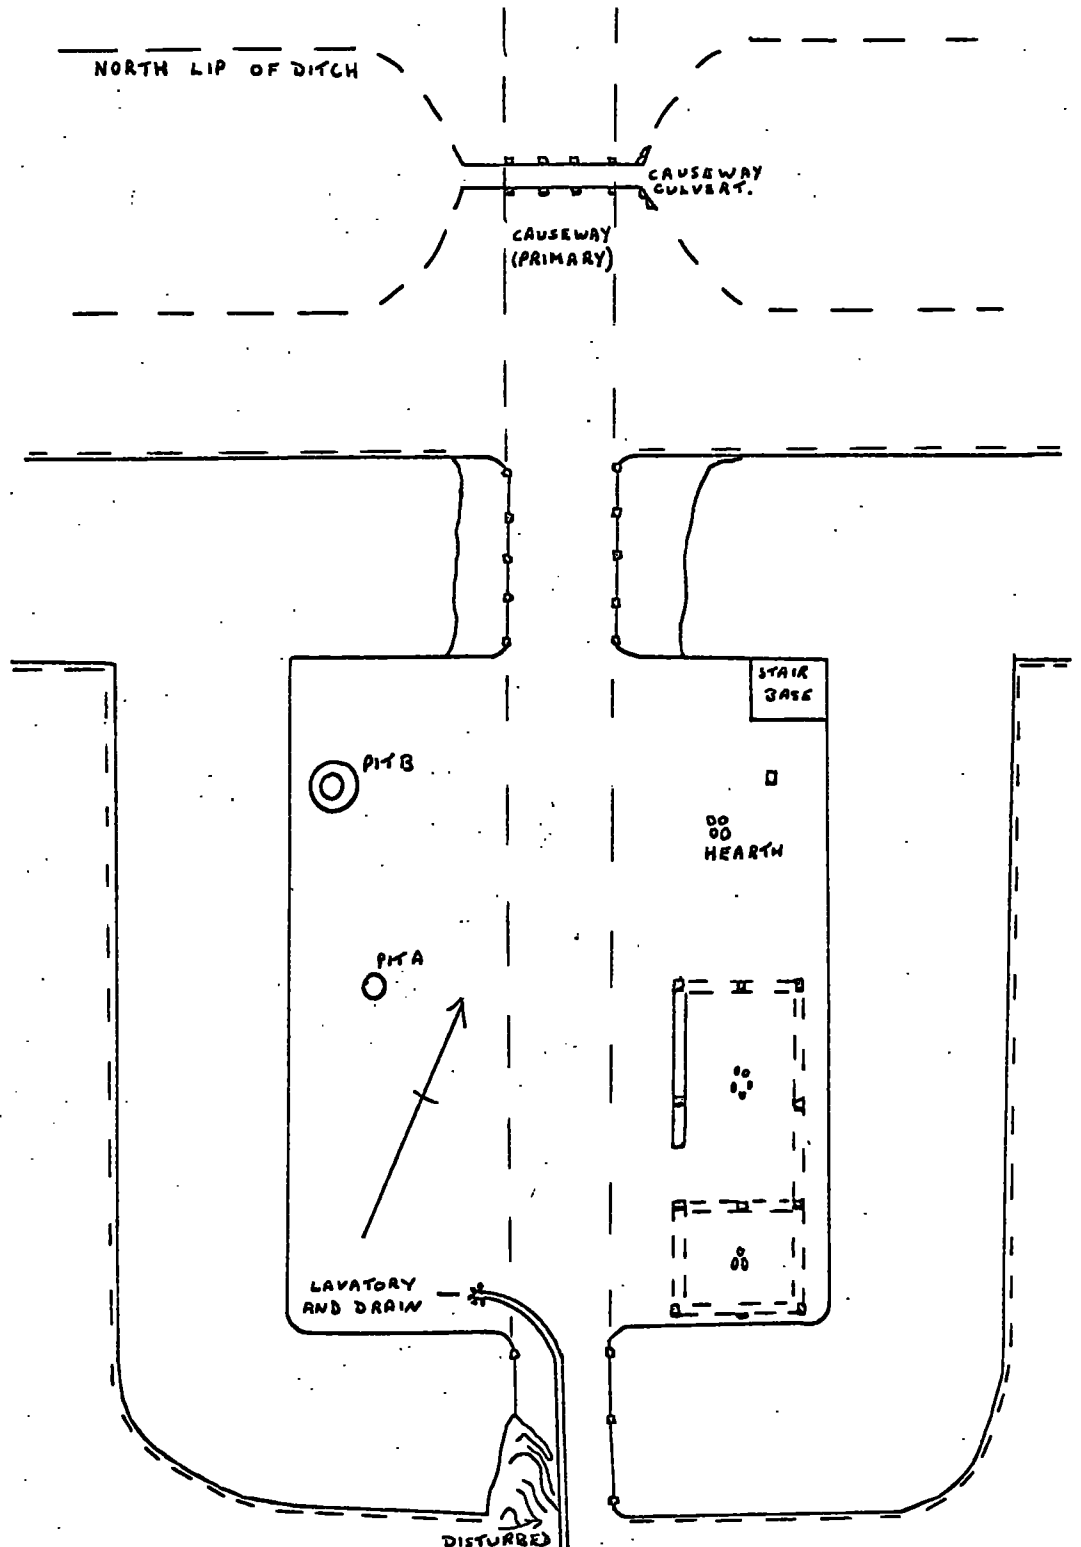 NORTH LIP OF DITCH
CAUSEWAY
CULVERT.
CAUSEWAY
(PRIMARY)
STAIR
BASE
PIT B
HEARTH
PIT A
LAVATORY
AND DRAIN
DISTURBED